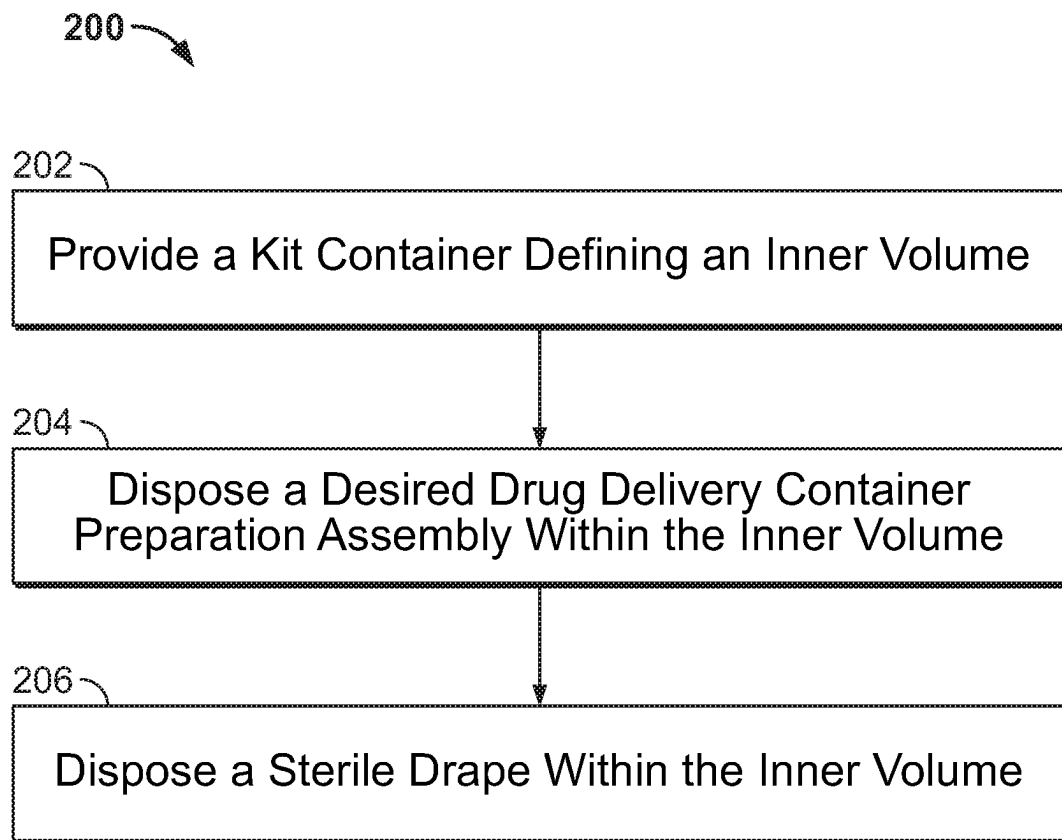 200
202
Provide a Kit Container Defining an Inner Volume
204
Dispose a Desired Drug Delivery Container
Preparation Assembly Within the Inner Volume
206
Dispose a Sterile Drape Within the Inner Volume